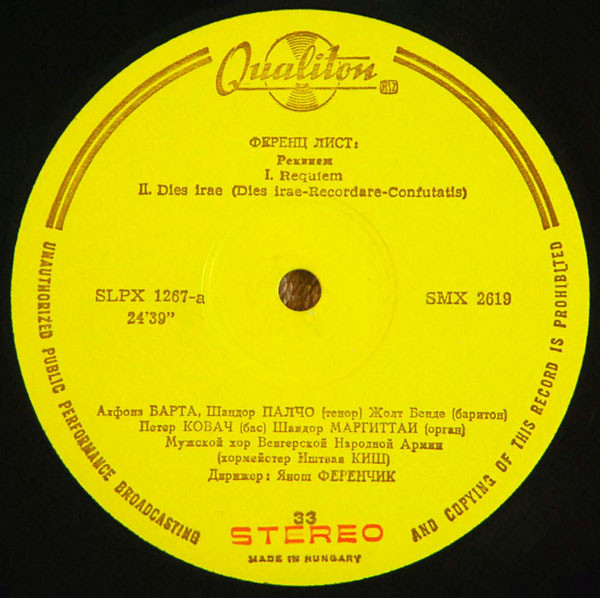 Qualiton
ФЕРЕНЦ ЛИСТ:
Реквием
I. Requiem
II. Dies irae (Dies irae-Recordare-Confutatis)
SLPX 1267-a
24'39"
SMX 2619
Алфонз БАРТА, Шандор ПАЛЧО (тенор) Жолт Бенде (баритон)
Петер КОВАЧ (бас) Шандор МАРГИТТАИ (орган)
Мужской хор Венгерской Народной Армии
(хормейстер Иштван КИШ)
Дирижер: Янош ФЕРЕНЧИК
33
STEREO
MADE IN HUNGARY
UNAUTHORIZED PUBLIC PERFORMANCE BROADCASTING
AND COPYING OF THIS RECORD IS PROHIBITED